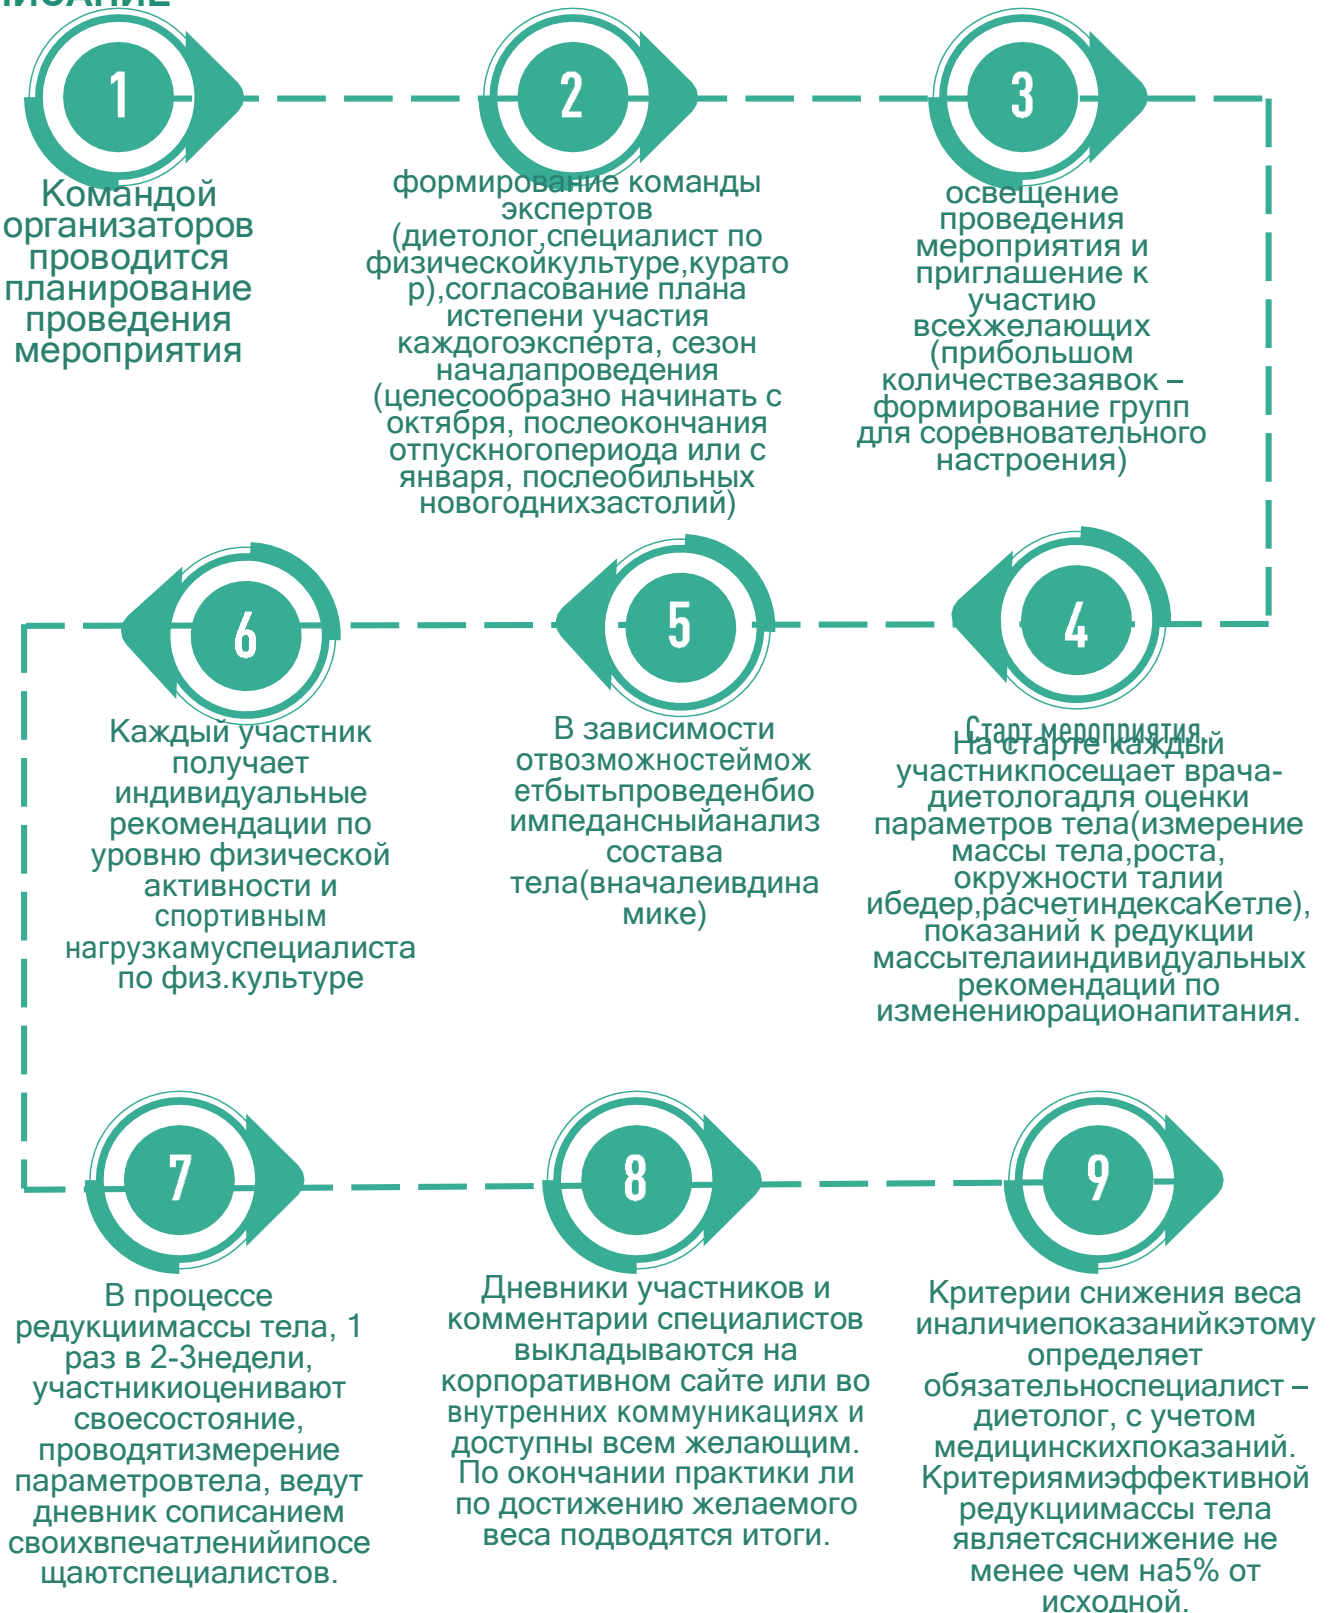 1
Командой
организаторов
проводится
планирование
проведения
мероприятия
2
формирование команды
экспертов
(диетолог,специалист по
физическойкультуре,курато
р),согласование плана
истепени участия
каждогоэксперта, сезон
началапроведения
(целесообразно начинать с
октября, послеокончания
отпускногопериода или с
января, послеобильных
новогоднихзастолий)
3
освещение
проведения
мероприятия и
приглашение к
участию
всехжелающих
(прибольшом
количествезаявок –
формирование групп
для соревновательного
настроения)
4
Старт мероприятия.
На старте каждый
участникпосещает врача-
диетологадля оценки
параметров тела(измерение
массы тела,роста,
окружности талии
ибедер,расчетиндексаКетле),
показаний к редукции
массытелаииндивидуальных
рекомендаций по
изменениюрационапитания.
5
В зависимости
отвозможностеймож
етбытьпроведенбио
импедансныйанализ
состава
тела(вначалеивдина
мике)
6
Каждый участник
получает
индивидуальные
рекомендации по
уровню физической
активности и
спортивным
нагрузкамуспециалиста
по физ.культуре
7
В процессе
редукциимассы тела, 1
раз в 2-3недели,
участникиоценивают
своесостояние,
проводятизмерение
параметровтела, ведут
дневник сописанием
своихвпечатленийипосе
щаютспециалистов.
8
Дневники участников и
комментарии специалистов
выкладываются на
корпоративном сайте или во
внутренних коммуникациях и
доступны всем желающим.
По окончании практики ли
по достижению желаемого
веса подводятся итоги.
9
Критерии снижения веса
иналичиепоказанийкэтому
определяет
обязательноспециалист –
диетолог, с учетом
медицинскихпоказаний.
Критериямиэффективной
редукциимассы тела
являетсяснижение не
менее чем на5% от
исходной.